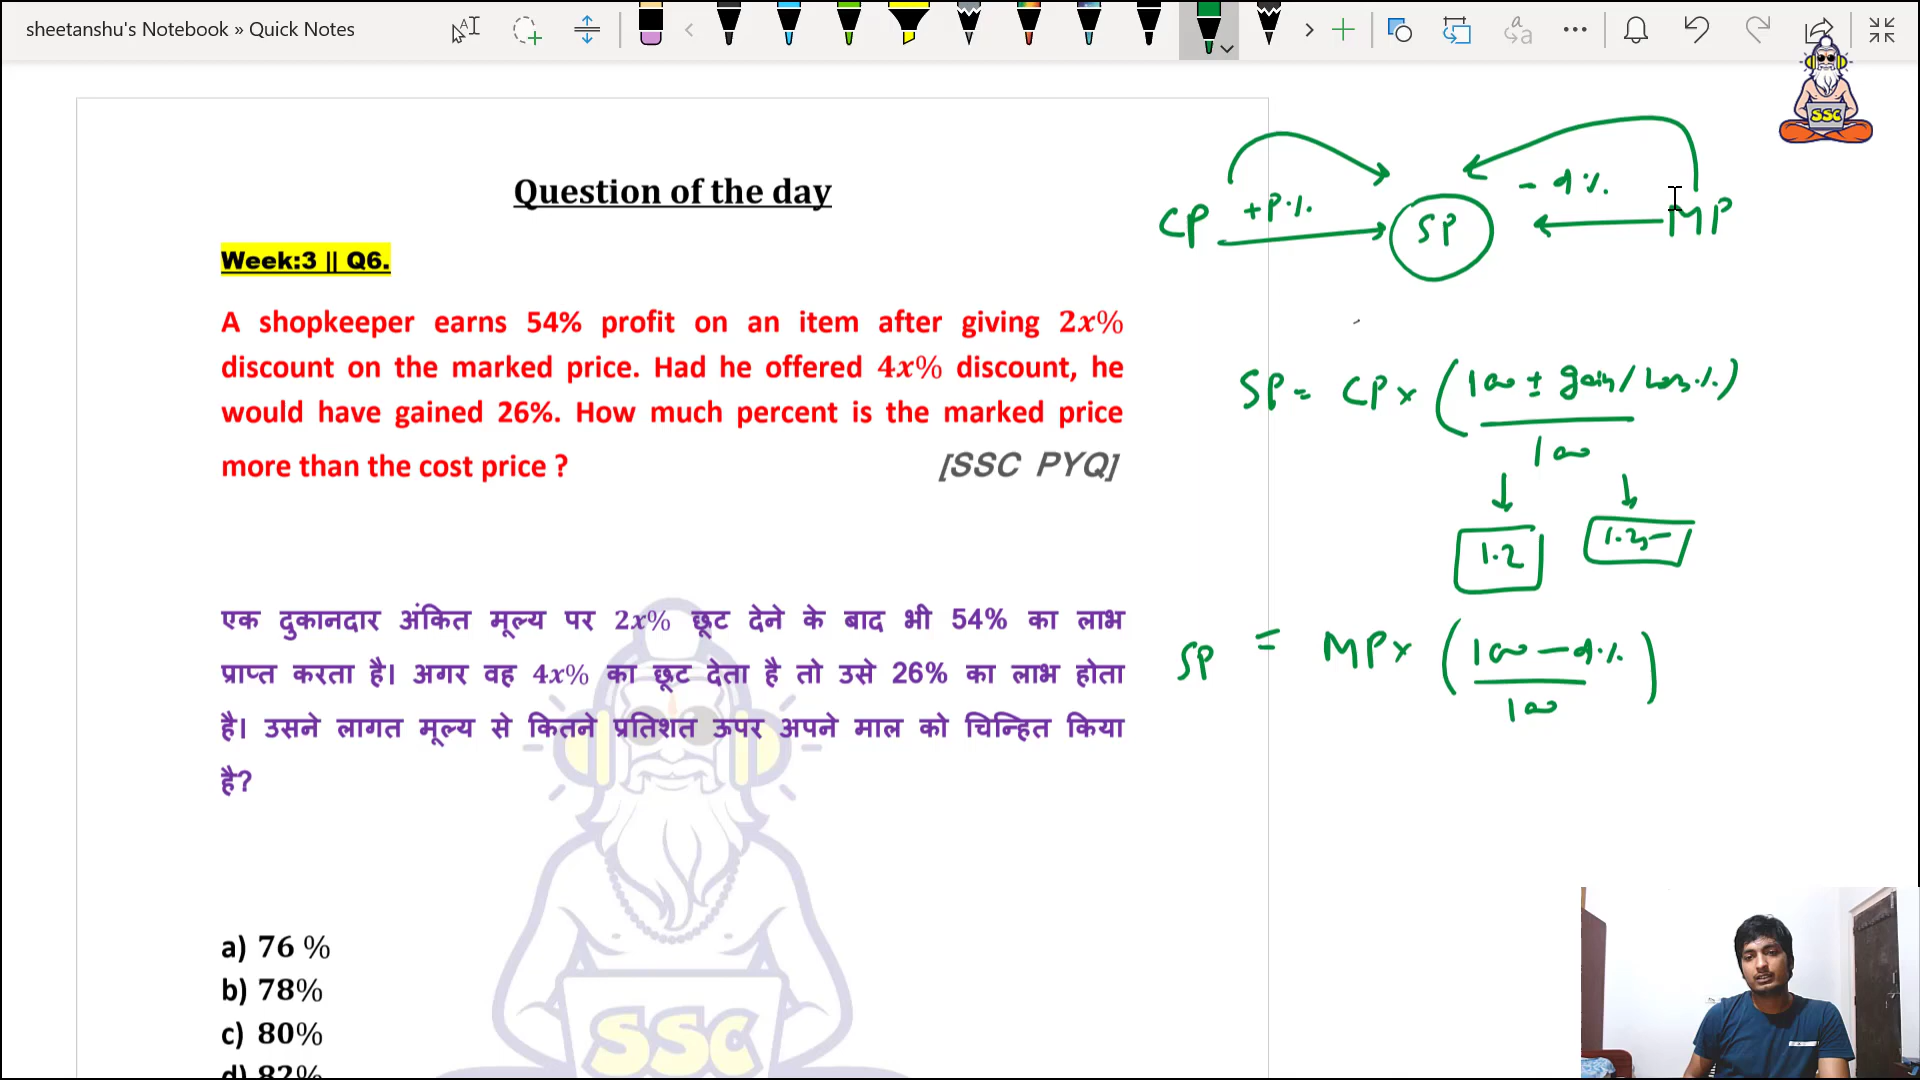 sheetanshu's Notebook » Quick Notes
SSC
Question of the day
Week:3 || Q6.
A shopkeeper earns 54% profit on an item after giving 2x%
discount on the marked price. Had he offered 4x% discount, he
would have gained 26%. How much percent is the marked price
more than the cost price ?
[SSC PYQ]
एक दुकानदार अंकित मूल्य पर 2x% छूट देने के बाद भी 54% का लाभ
प्राप्त करता है। अगर वह 4x% का छूट देता है तो उसे 26% का लाभ होता
है। उसने लागत मूल्य से कितने प्रतिशत ऊपर अपने माल को चिन्हित किया
है?
a) 76 %
b) 78%
c) 80%
d) 82%
SSC
CP +P% SP - d% MP
SP = CP × (100 ± gain/loss%)
100
1.2 1.25
SP = MP × (100 - d%)
100